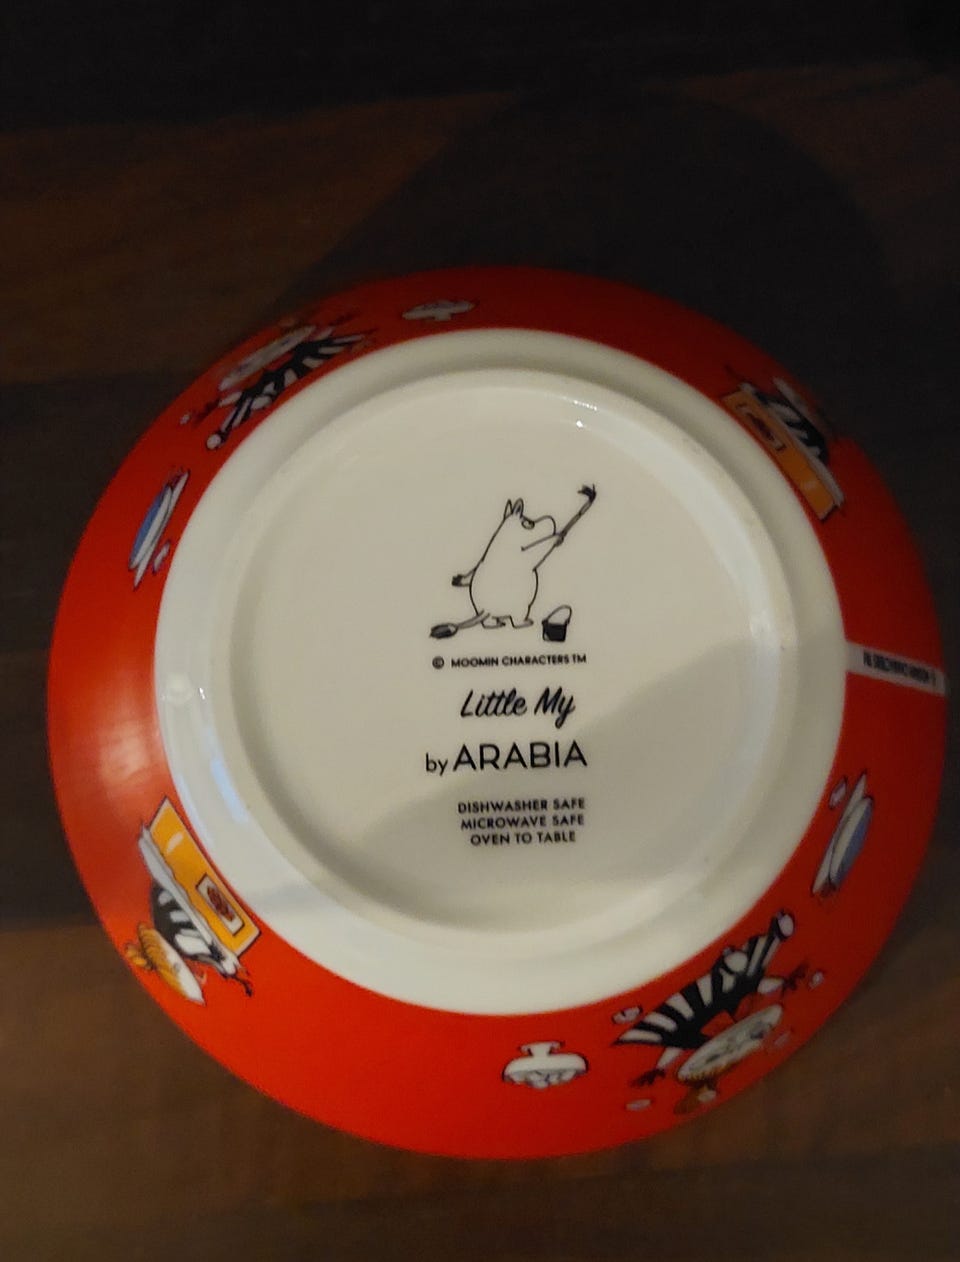 © MOOMIN CHARACTERS TM
Little My
by ARABIA
DISHWASHER SAFE
MICROWAVE SAFE
OVEN TO TABLE